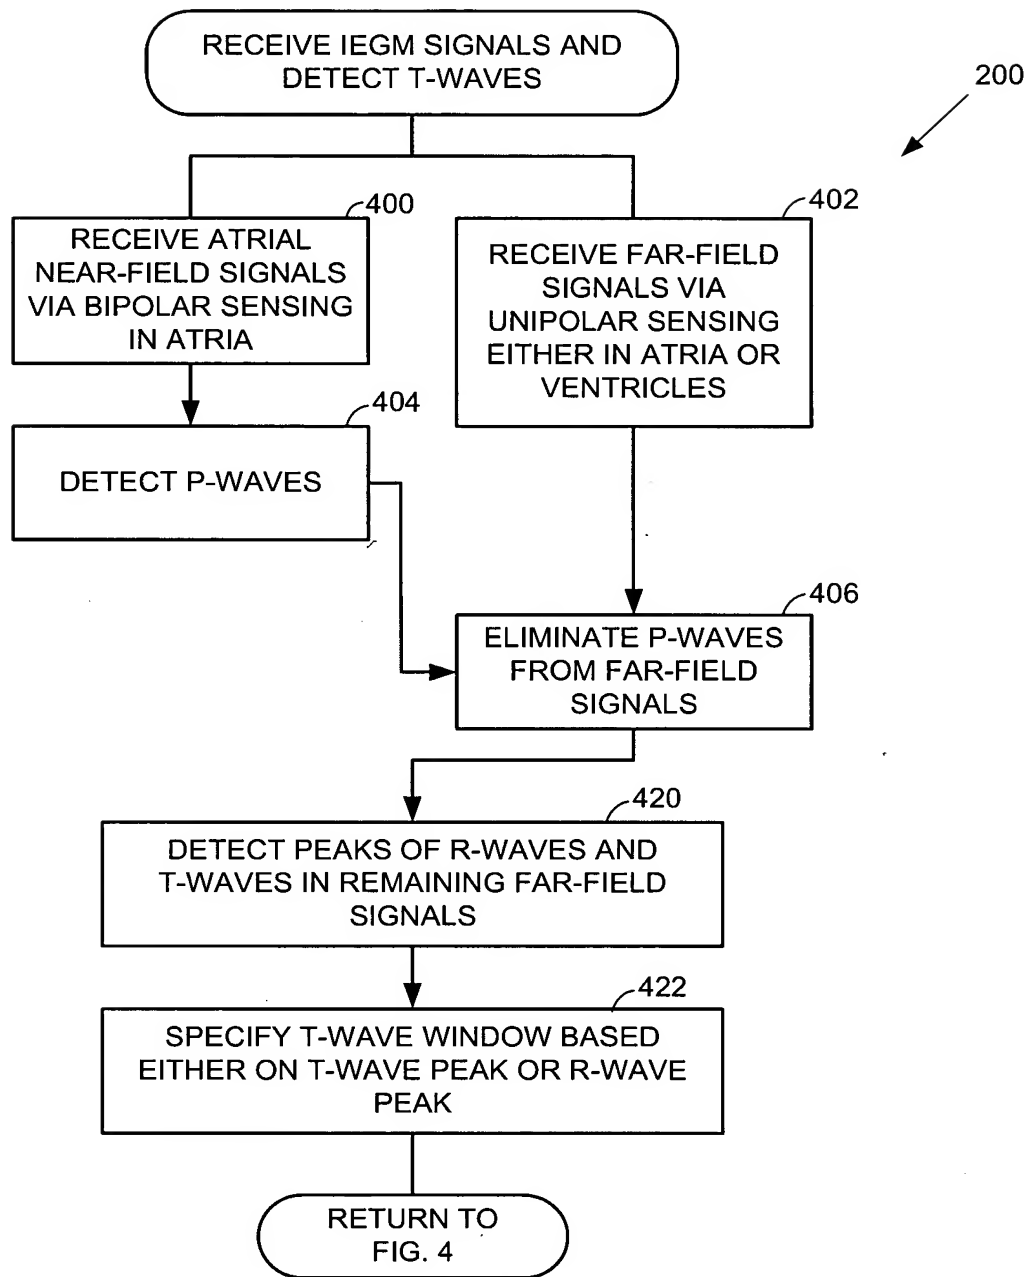 RECEIVE IEGM SIGNALS AND
DETECT T-WAVES
200
400
RECEIVE ATRIAL
NEAR-FIELD SIGNALS
VIA BIPOLAR SENSING
IN ATRIA
402
RECEIVE FAR-FIELD
SIGNALS VIA
UNIPOLAR SENSING
EITHER IN ATRIA OR
VENTRICLES
404
DETECT P-WAVES
406
ELIMINATE P-WAVES
FROM FAR-FIELD
SIGNALS
420
DETECT PEAKS OF R-WAVES AND
T-WAVES IN REMAINING FAR-FIELD
SIGNALS
422
SPECIFY T-WAVE WINDOW BASED
EITHER ON T-WAVE PEAK OR R-WAVE
PEAK
RETURN TO
FIG. 4